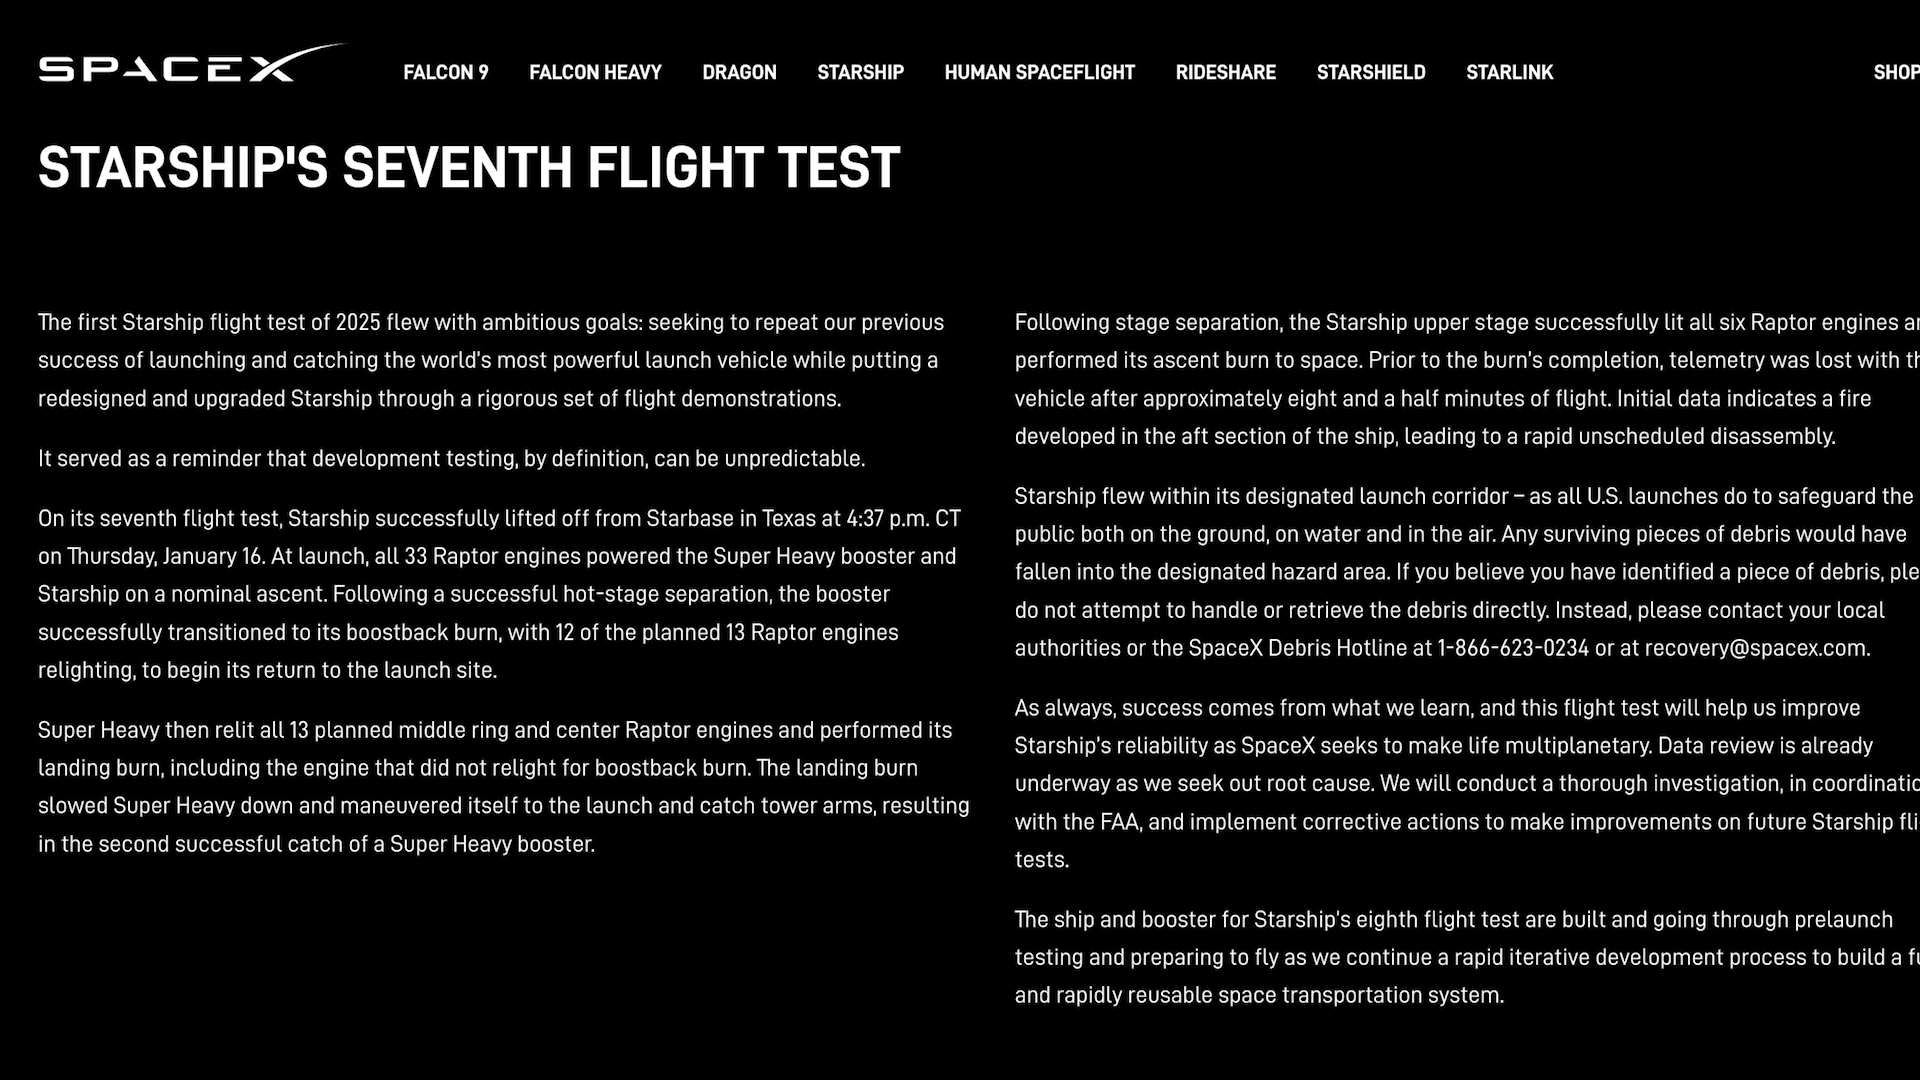 SPACEX
FALCON 9 FALCON HEAVY DRAGON STARSHIP HUMAN SPACEFLIGHT RIDESHARE STARSHIELD STARLINK SHOP
STARSHIP'S SEVENTH FLIGHT TEST
The first Starship flight test of 2025 flew with ambitious goals: seeking to repeat our previous
success of launching and catching the world's most powerful launch vehicle while putting a
redesigned and upgraded Starship through a rigorous set of flight demonstrations.
It served as a reminder that development testing, by definition, can be unpredictable.
On its seventh flight test, Starship successfully lifted off from Starbase in Texas at 4:37 p.m. CT
on Thursday, January 16. At launch, all 33 Raptor engines powered the Super Heavy booster and
Starship on a nominal ascent. Following a successful hot-stage separation, the booster
successfully transitioned to its boostback burn, with 12 of the planned 13 Raptor engines
relighting, to begin its return to the launch site.
Super Heavy then relit all 13 planned middle ring and center Raptor engines and performed its
landing burn, including the engine that did not relight for boostback burn. The landing burn
slowed Super Heavy down and maneuvered itself to the launch and catch tower arms, resulting
in the second successful catch of a Super Heavy booster.
Following stage separation, the Starship upper stage successfully lit all six Raptor engines
performed its ascent burn to space. Prior to the burn's completion, telemetry was lost with
vehicle after approximately eight and a half minutes of flight. Initial data indicates a fire
developed in the aft section of the ship, leading to a rapid unscheduled disassembly.
Starship flew within its designated launch corridor – as all U.S. launches do to safeguard the
public both on the ground, on water and in the air. Any surviving pieces of debris would have
fallen into the designated hazard area. If you believe you have identified a piece of debris,
do not attempt to handle or retrieve the debris directly. Instead, please contact your local
authorities or the SpaceX Debris Hotline at 1-866-623-0234 or at recovery@spacex.com.
As always, success comes from what we learn, and this flight test will help us improve
Starship's reliability as SpaceX seeks to make life multiplanetary. Data review is already
underway as we seek out root cause. We will conduct a thorough investigation, in
with the FAA, and implement corrective actions to make improvements on future Starship
tests.
The ship and booster for Starship's eighth flight test are built and going through prelaunch
testing and preparing to fly as we continue a rapid iterative development process to build a
and rapidly reusable space transportation system.